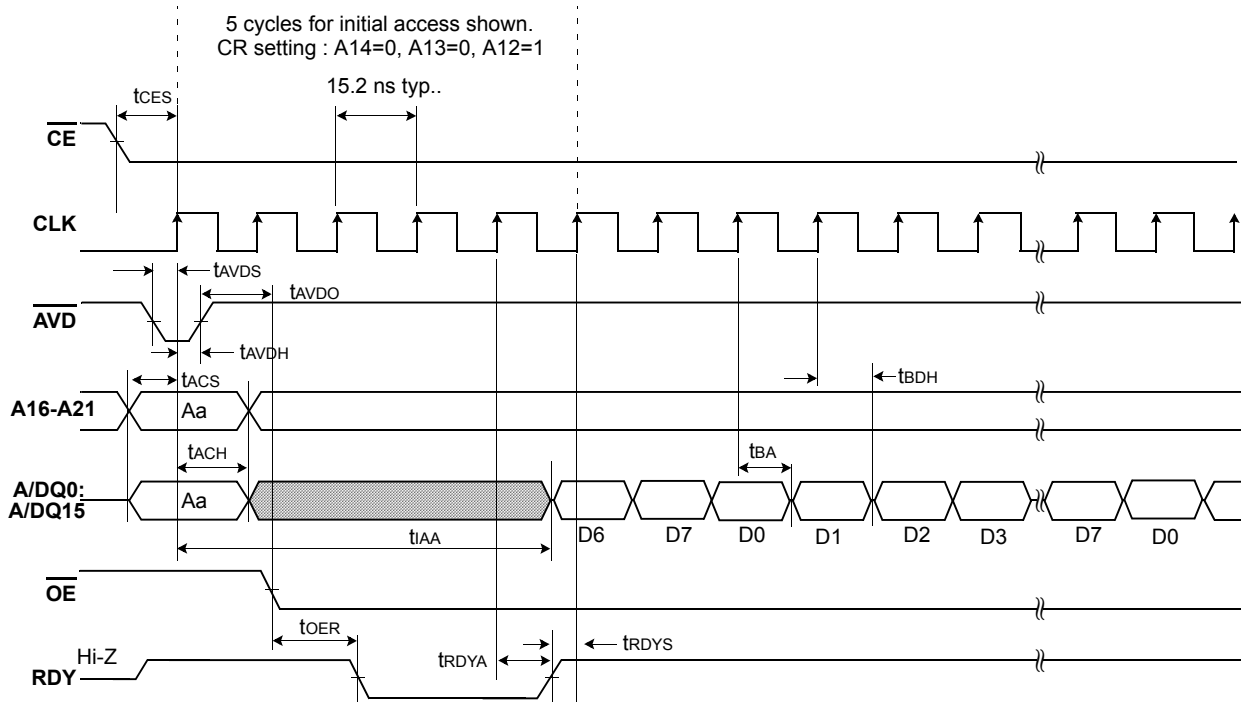 5 cycles for initial access shown.
CR setting : A14=0, A13=0, A12=1
15.2 ns typ..
tCES
CE
CLK
tAVDS
tAVDO
AVD
tAVDH
tACS
A16-A21
Aa
tBDH
tACH
tBA
A/DQ0:
A/DQ15
Aa
D6 D7 D0 D1 D2 D3 D7 D0
tIAA
OE
tOER
tRDYA
tRDYS
Hi-Z
RDY